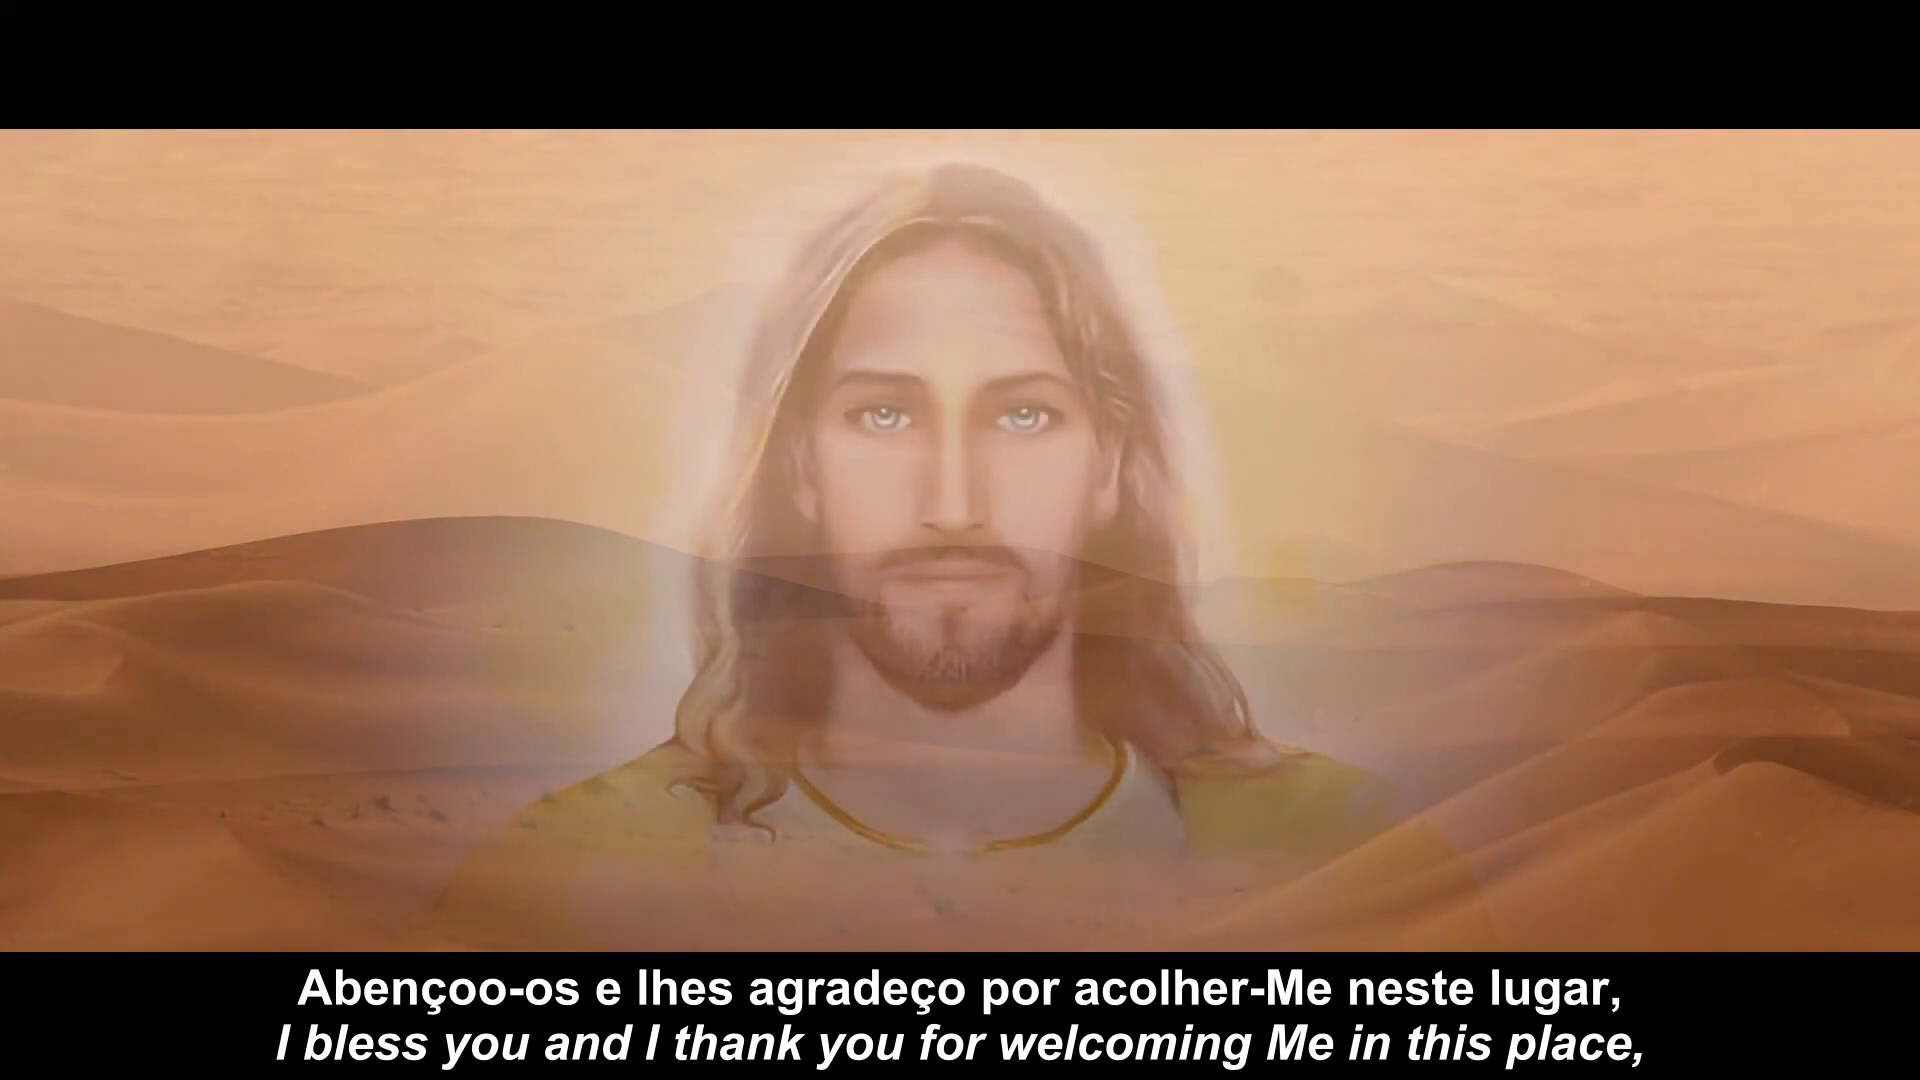 Abençoo-os e lhes agradeço por acolher-Me neste lugar,
I bless you and I thank you for welcoming Me in this place,